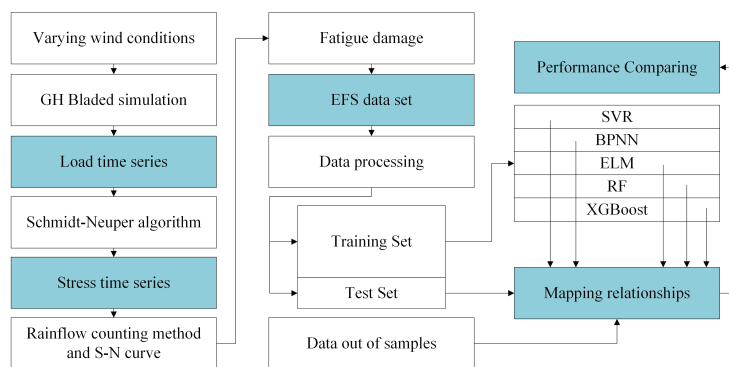 Varying wind conditions
GH Bladed simulation
Load time series
Schmidt-Neuper algorithm
Stress time series
Rainflow counting method
and S-N curve
Fatigue damage
EFS data set
Data processing
Training Set
Test Set
Data out of samples
Performance Comparing
SVR
BPNN
ELM
RF
XGBoost
Mapping relationships